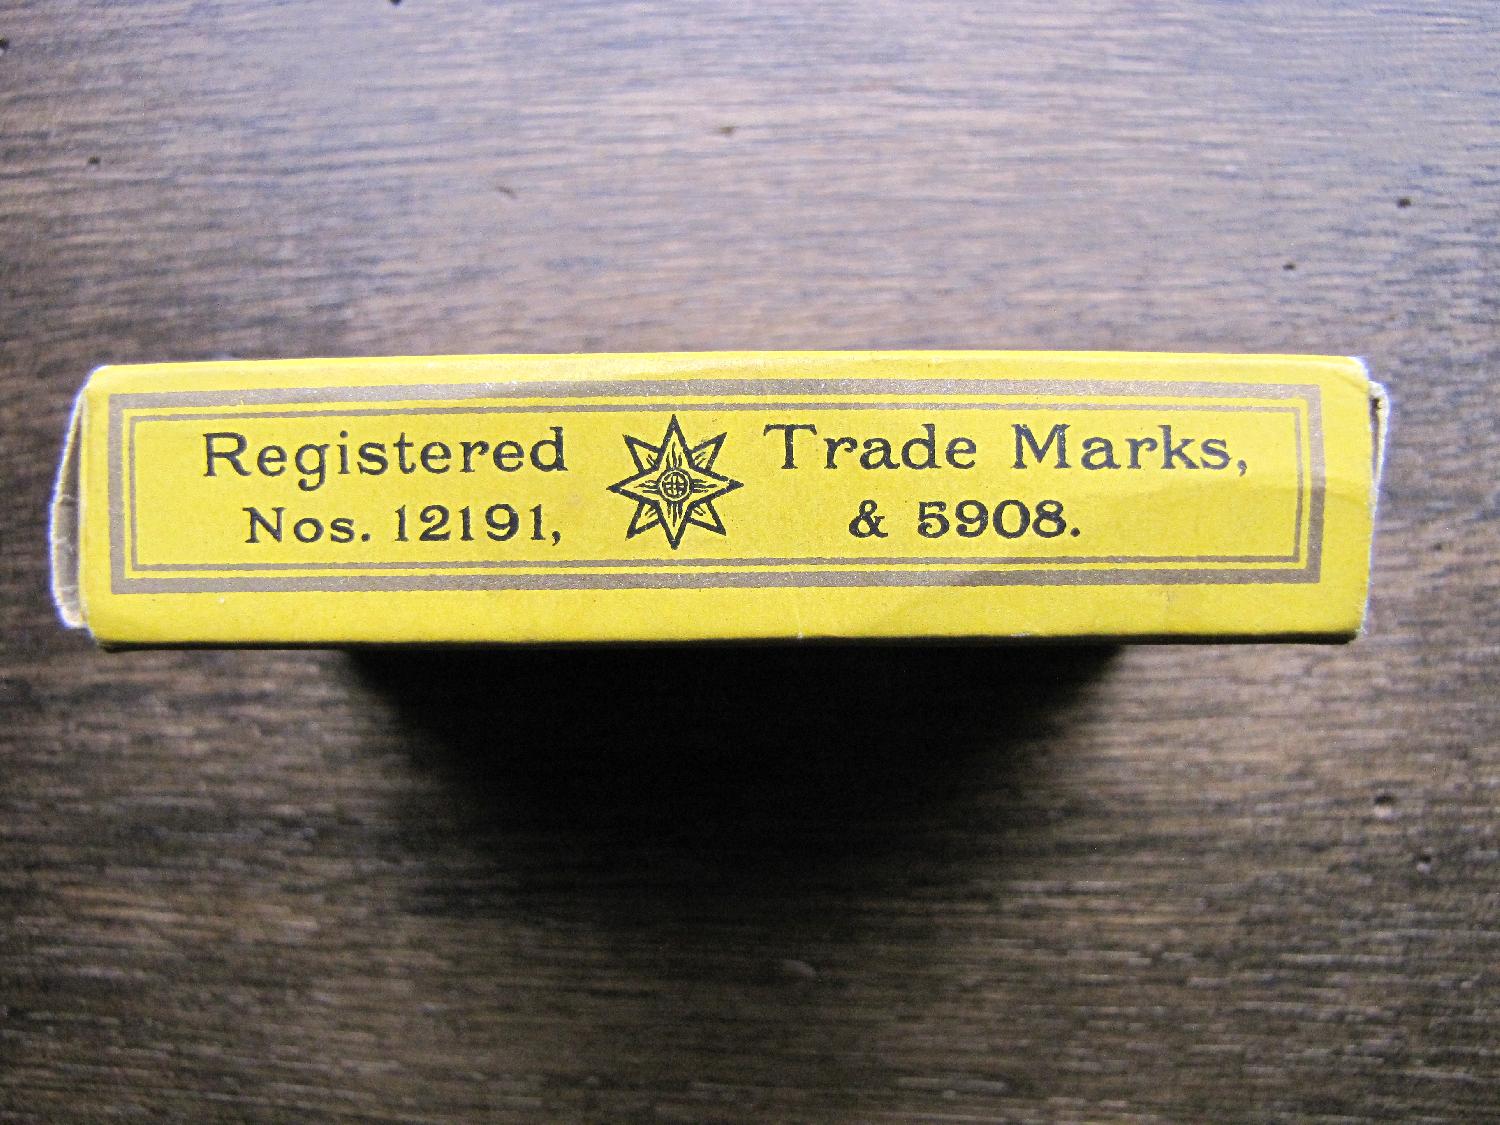 Registered Trade Marks,
Nos. 12191, & 5908.